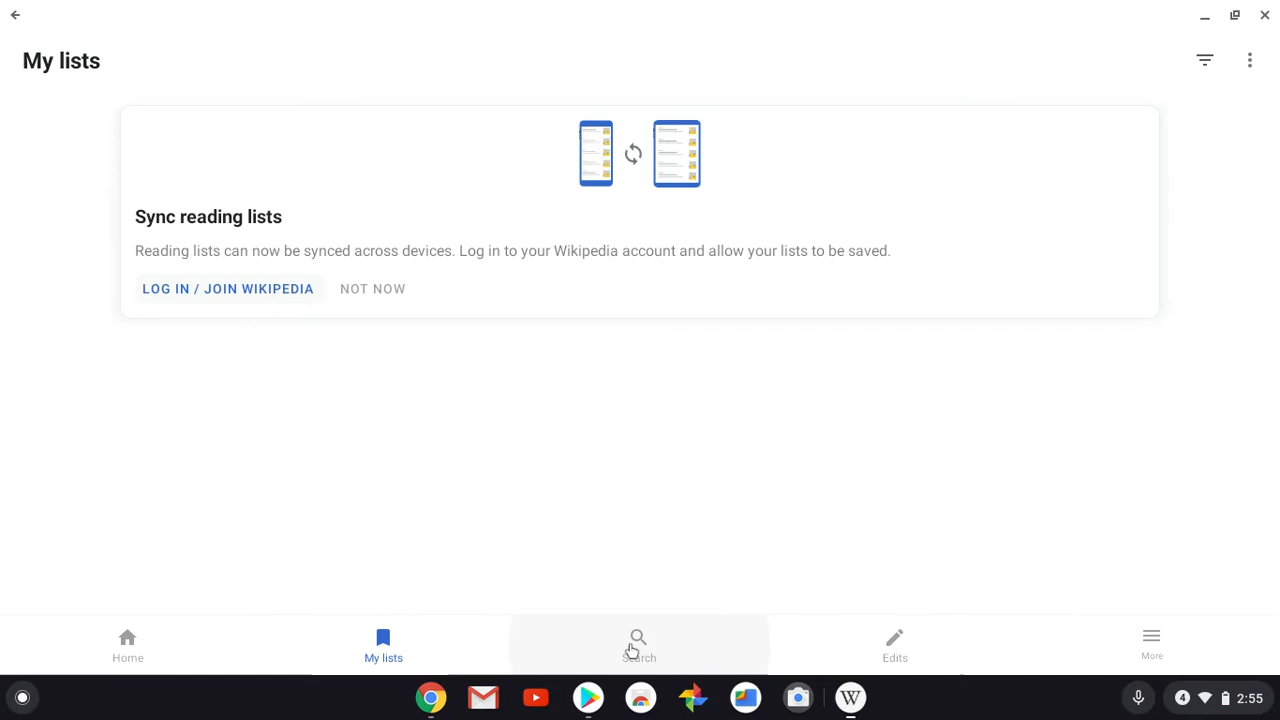 My lists
Sync reading lists
Reading lists can now be synced across devices. Log in to your Wikipedia account and allow your lists to be saved.
LOG IN / JOIN WIKIPEDIA NOT NOW
Home My lists Search Edits More
W 4 2:55